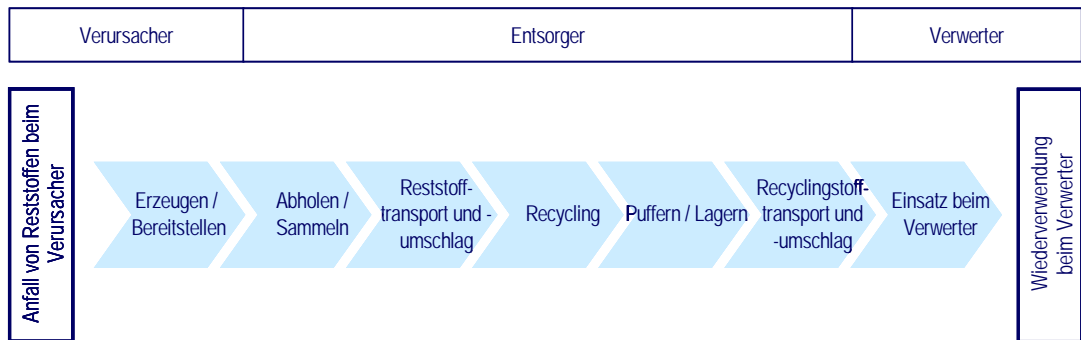 Verursacher
Entsorger
Verwerter
Anfall von Reststoffen beim
Verursacher
Erzeugen /
Bereitstellen
Abholen /
Sammeln
Reststoff-
transport und -
umschlag
Recycling
Puffern / Lagern
Recyclingstoff-
transport und
-umschlag
Einsatz beim
Verwerter
Wiederverwendung
beim Verwerter